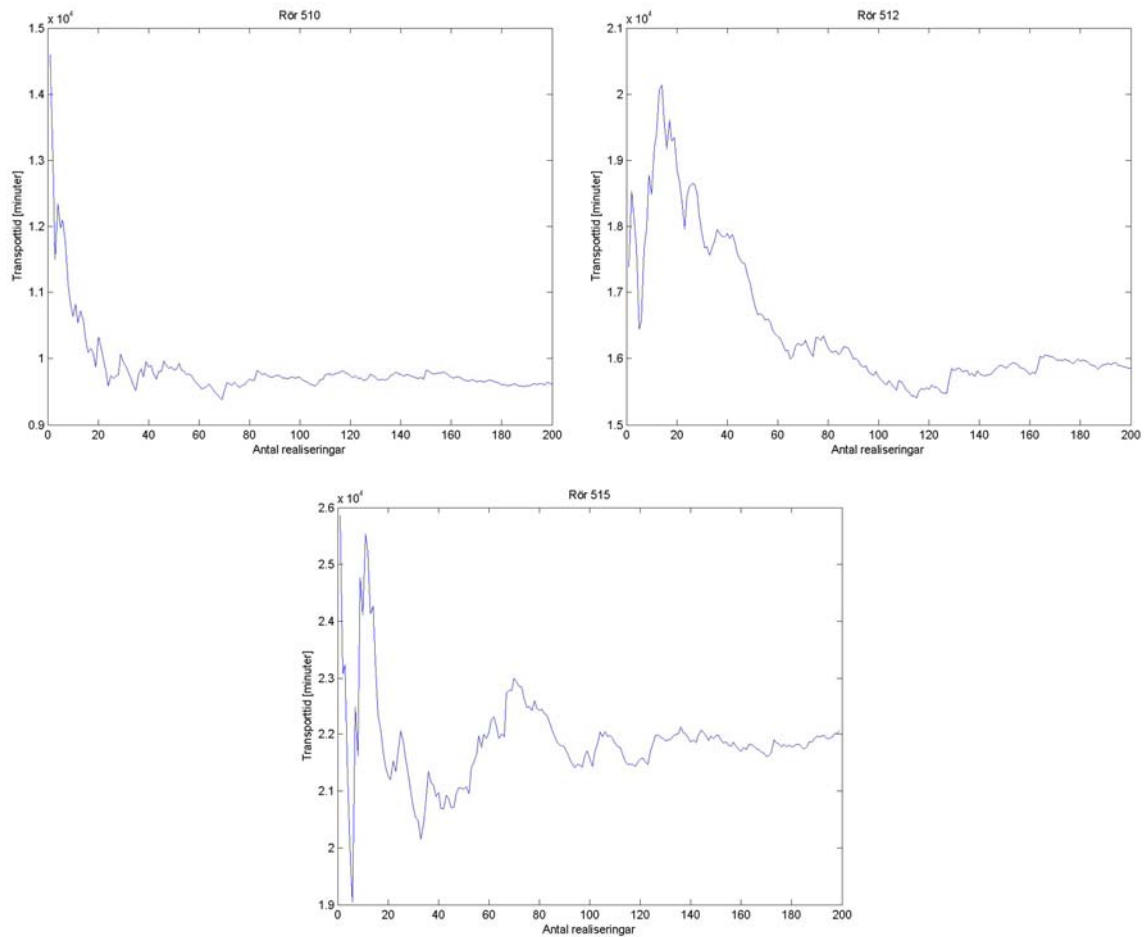 Rör 510
x 10⁴
1.5
1.4
1.3
1.2
1.1
1
0.9
Transporttid [minuter]
0 20 40 60 80 100 120 140 160 180 200
Antal realiseringar
Rör 512
x 10⁴
2.1
2
1.9
1.8
1.7
1.6
1.5
Transporttid [minuter]
0 20 40 60 80 100 120 140 160 180 200
Antal realiseringar
Rör 515
x 10⁴
2.6
2.5
2.4
2.3
2.2
2.1
2
1.9
Transporttid [minuter]
0 20 40 60 80 100 120 140 160 180 200
Antal realiseringar